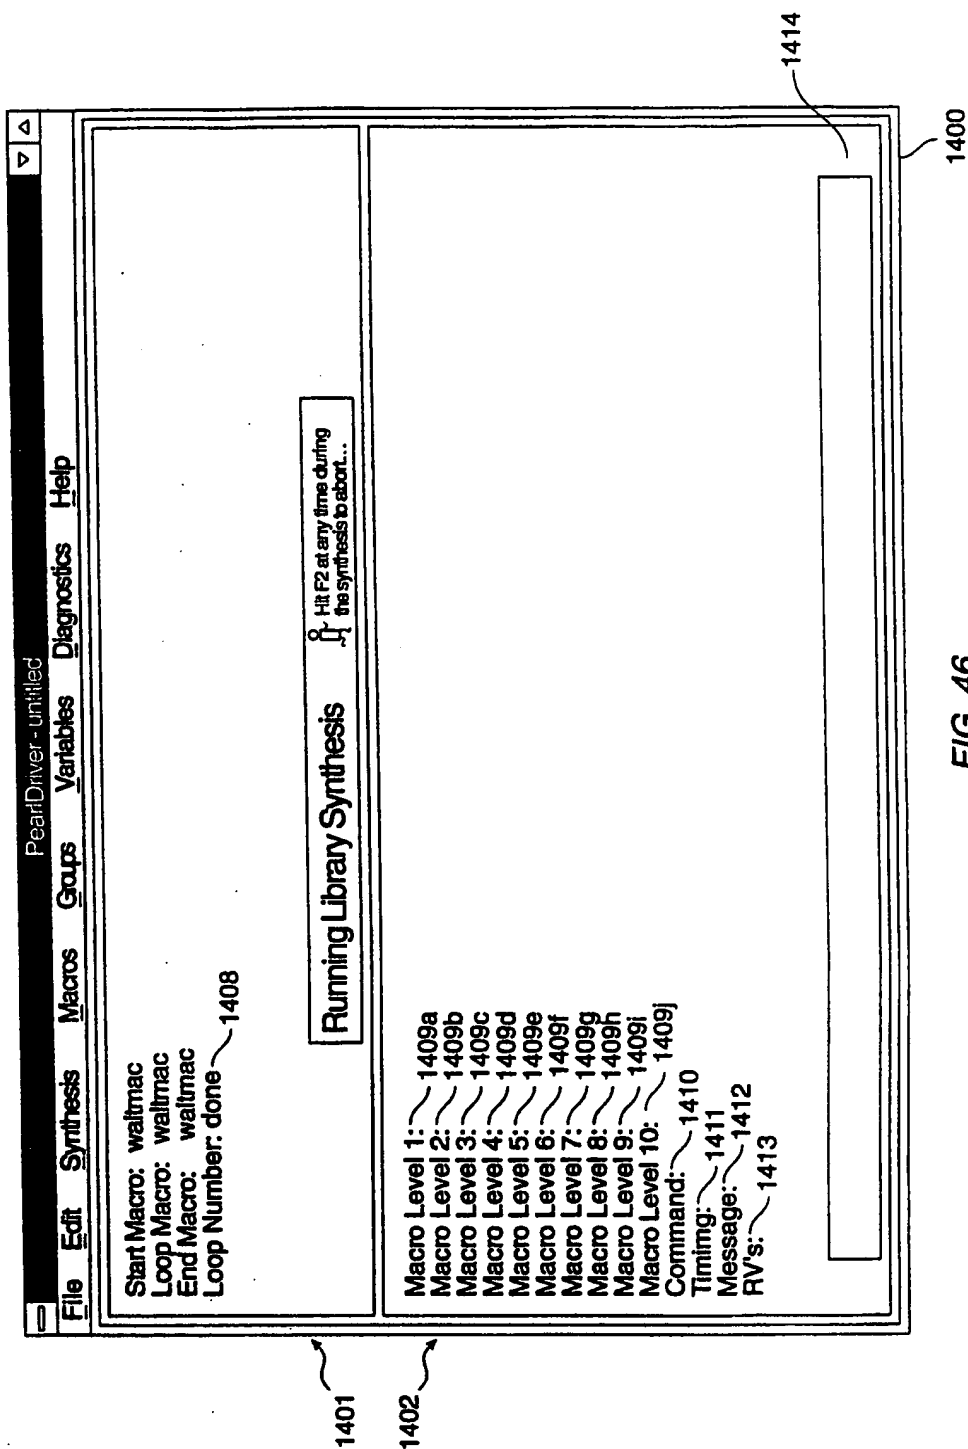 PearlDriver - untitled
File Edit Synthesis Macros Groups Variables Diagnostics Help
Start Macro: waitmac
Loop Macro: waitmac
End Macro: waitmac
Loop Number: done 1408
Running Library Synthesis
Hit F2 at any time during
the synthesis to abort...
1401
1402
Macro Level 1: 1409a
Macro Level 2: 1409b
Macro Level 3: 1409c
Macro Level 4: 1409d
Macro Level 5: 1409e
Macro Level 6: 1409f
Macro Level 7: 1409g
Macro Level 8: 1409h
Macro Level 9: 1409i
Macro Level 10: 1409j
Command: 1410
Timimg: 1411
Message: 1412
RV's: 1413
1414
1400
FIG. 46